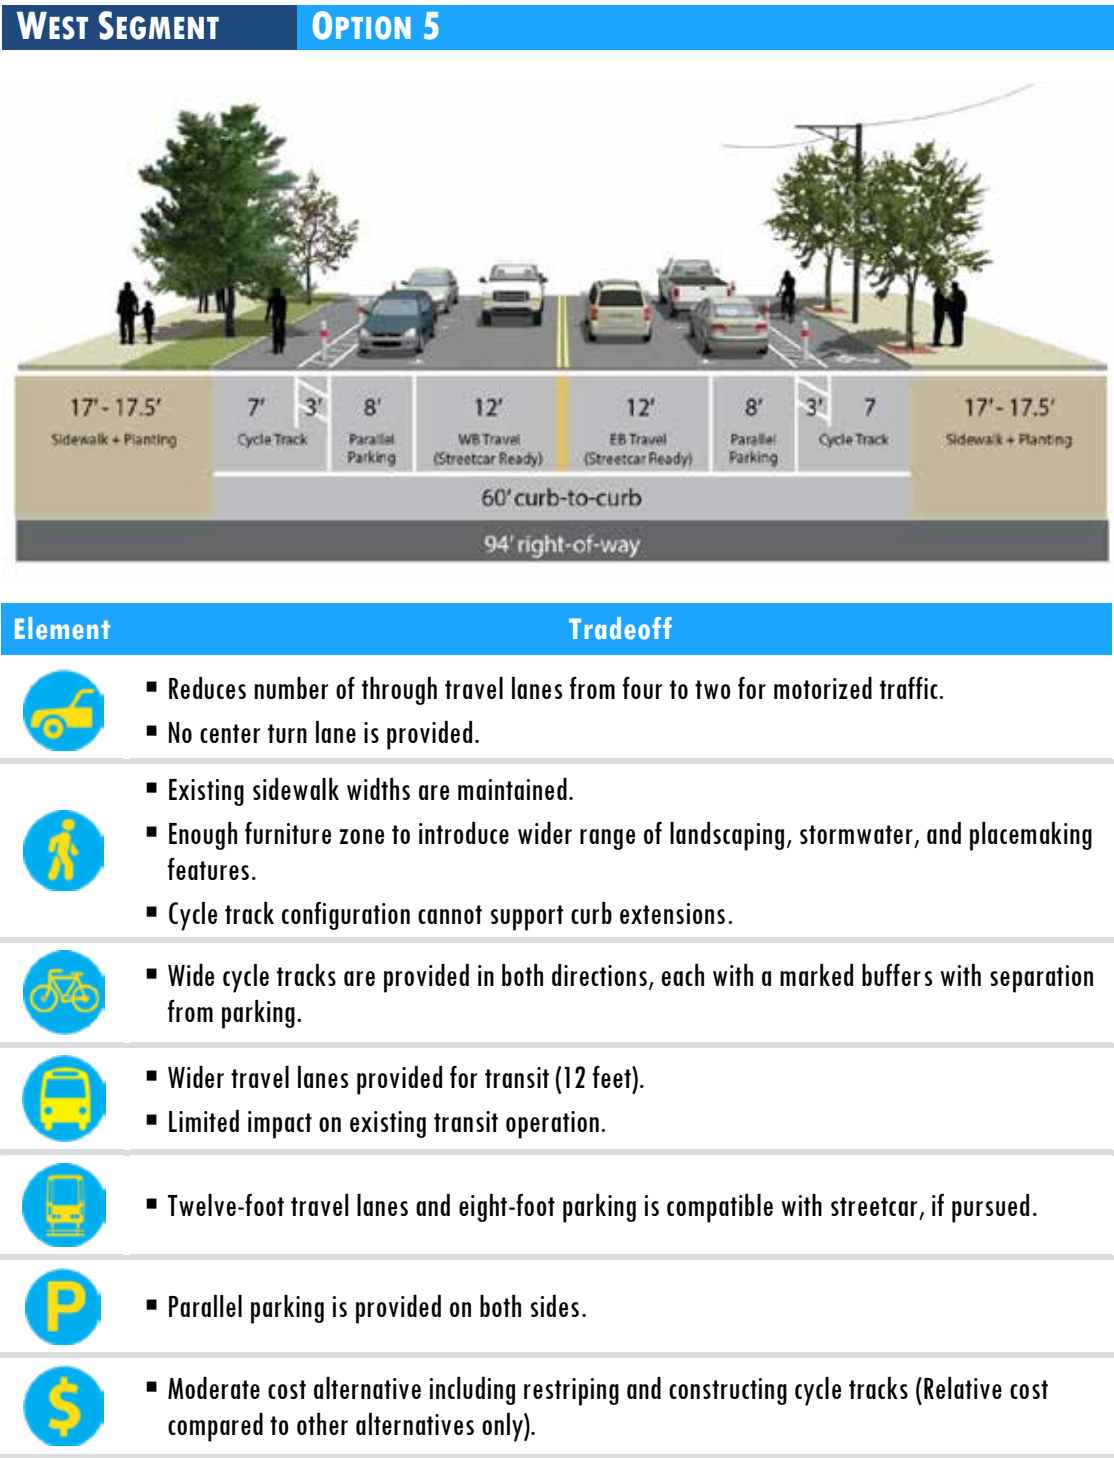 WEST SEGMENT OPTION 5
17' - 17.5' 7' 3' 8' 12' 12' 8' 3' 7 17' - 17.5'
Sidewalk + Planting Cycle Track Parallel Parking WB Travel (Streetcar Ready) EB Travel (Streetcar Ready) Parallel Parking Cycle Track Sidewalk + Planting
60' curb-to-curb
94' right-of-way
Element Tradeoff
▪ Reduces number of through travel lanes from four to two for motorized traffic.
▪ No center turn lane is provided.
▪ Existing sidewalk widths are maintained.
▪ Enough furniture zone to introduce wider range of landscaping, stormwater, and placemaking
features.
▪ Cycle track configuration cannot support curb extensions.
▪ Wide cycle tracks are provided in both directions, each with a marked buffers with separation
from parking.
▪ Wider travel lanes provided for transit (12 feet).
▪ Limited impact on existing transit operation.
▪ Twelve-foot travel lanes and eight-foot parking is compatible with streetcar, if pursued.
P
▪ Parallel parking is provided on both sides.
$
▪ Moderate cost alternative including restriping and constructing cycle tracks (Relative cost
compared to other alternatives only).